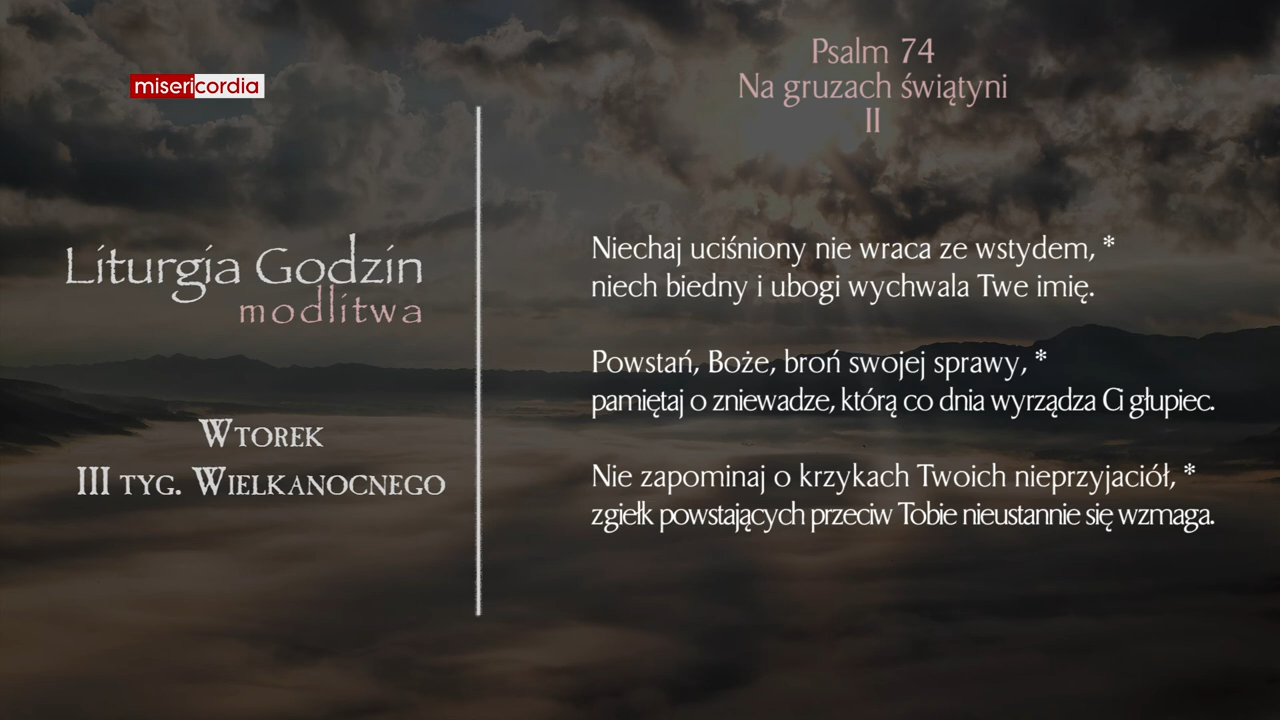 misericordia
Liturgia Godzin
modlitwa
Wtorek
III tyg. Wielkanocnego
Psalm 74
Na gruzach świątyni
II
Niechaj uciśniony nie wraca ze wstydem, *
niech biedny i ubogi wychwala Twe imię.
Powstań, Boże, broń swojej sprawy, *
pamiętaj o zniewadze, którą co dnia wyrządza Ci głupiec.
Nie zapominaj o krzykach Twoich nieprzyjaciół, *
zgiełk powstających przeciw Tobie nieustannie się wzmaga.